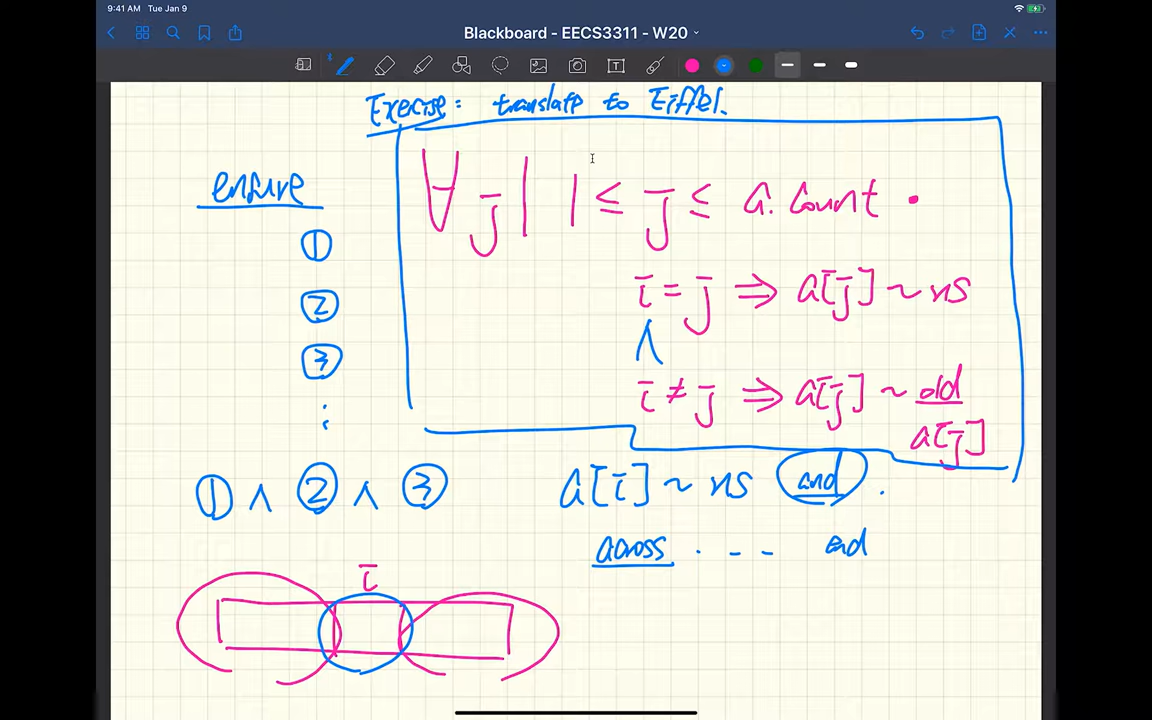 9:41 AM Tue Jan 9
Blackboard - EECS3311 - W20
Exercise: translate to Eiffel.
∀ j | 1 ≤ j ≤ a.count •
ensure
①
i = j ⇒ a[j] ~ ns
②
∧
③
i ≠ j ⇒ a[j] ~ old a[j]
⋮
① ∧ ② ∧ ③
a[i] ~ ns and .
across . - - end
i